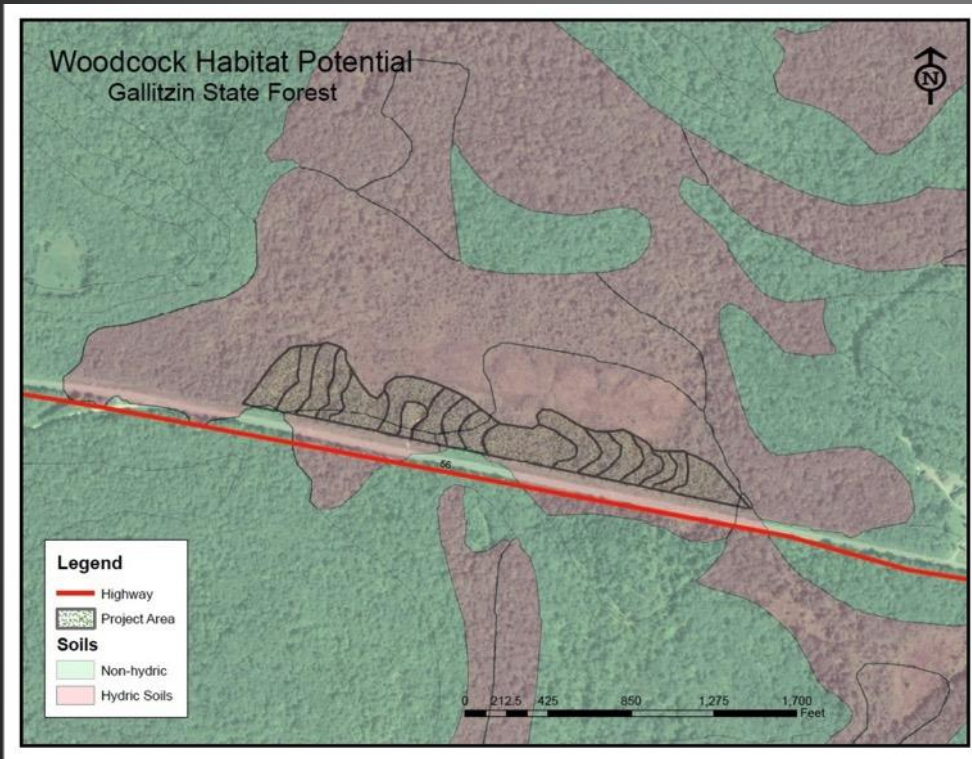 Woodcock Habitat Potential
Gallitzin State Forest
N
56
Legend
Highway
Project Area
Soils
Non-hydric
Hydric Soils
0 212.5 425 850 1,275 1,700
Feet